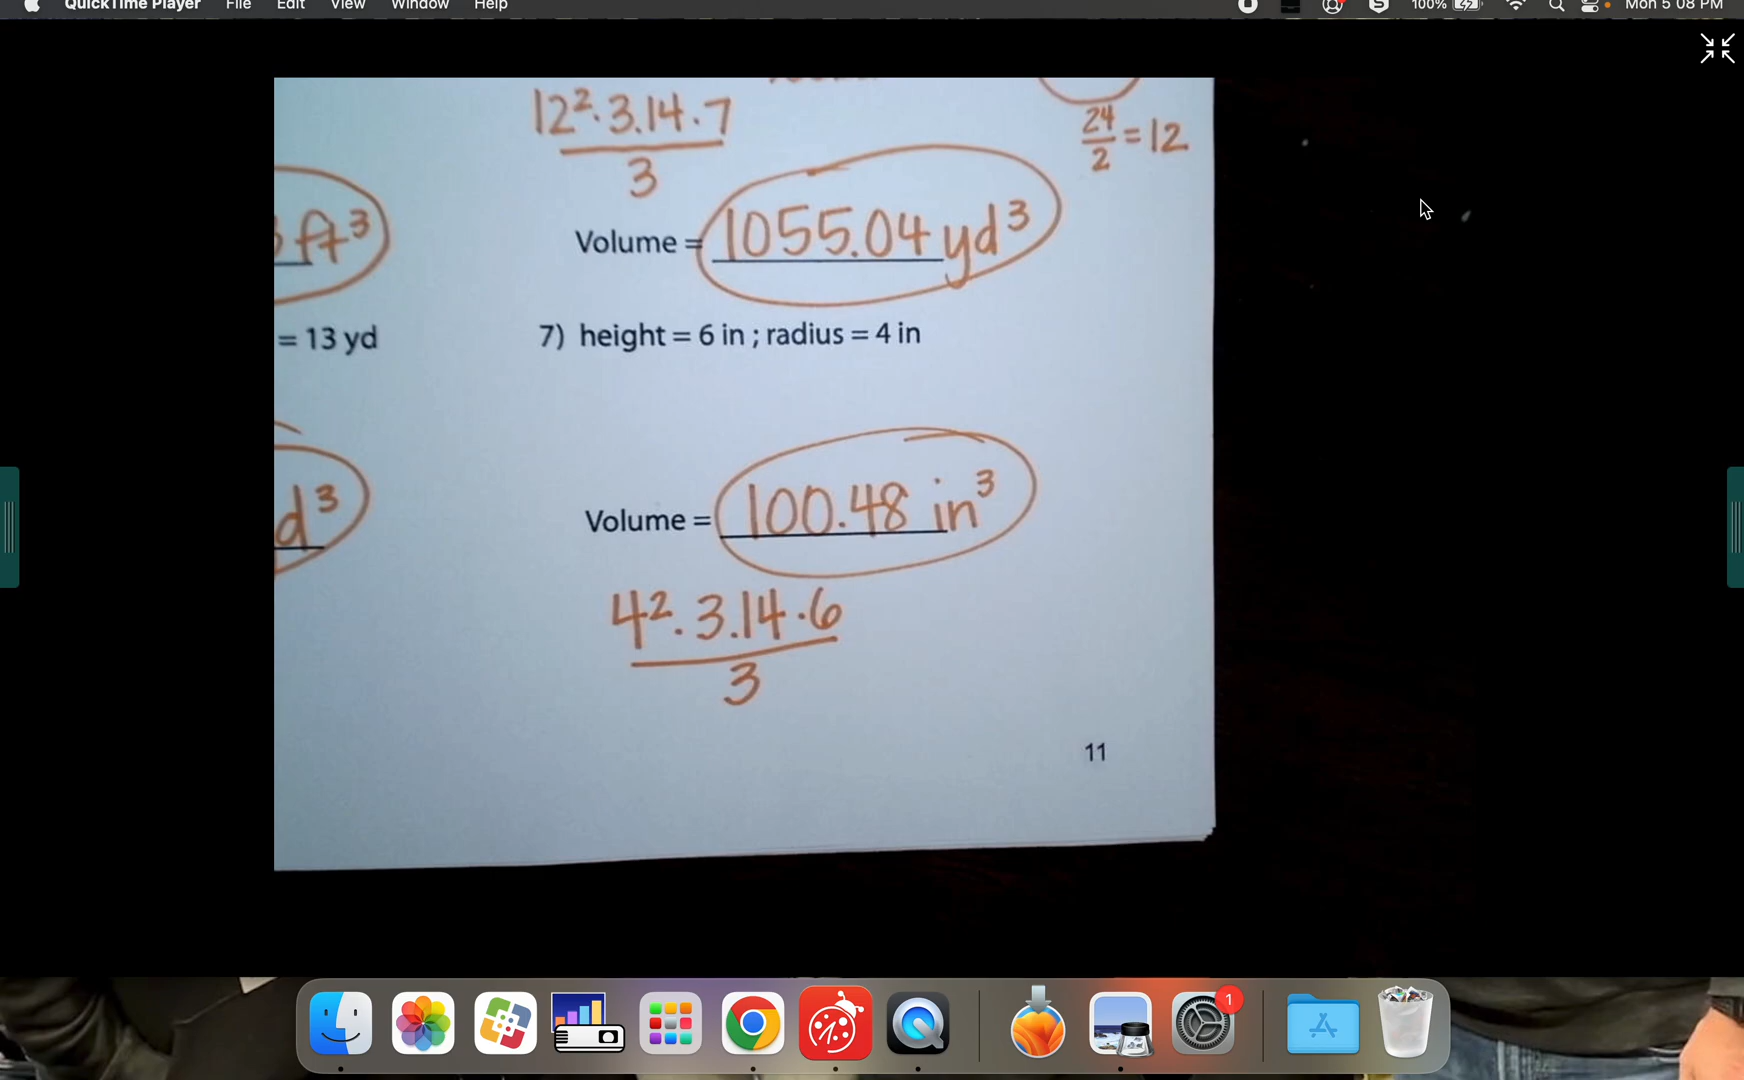 QuickTime Player File Edit View Window Help 100% Mon 5 08 PM
12².3.14.7
3
24
2
=12
ft³
Volume = 1055.04 yd³
= 13 yd
7) height = 6 in ; radius = 4 in
d³
Volume = 100.48 in³
4².3.14.6
3
11
1